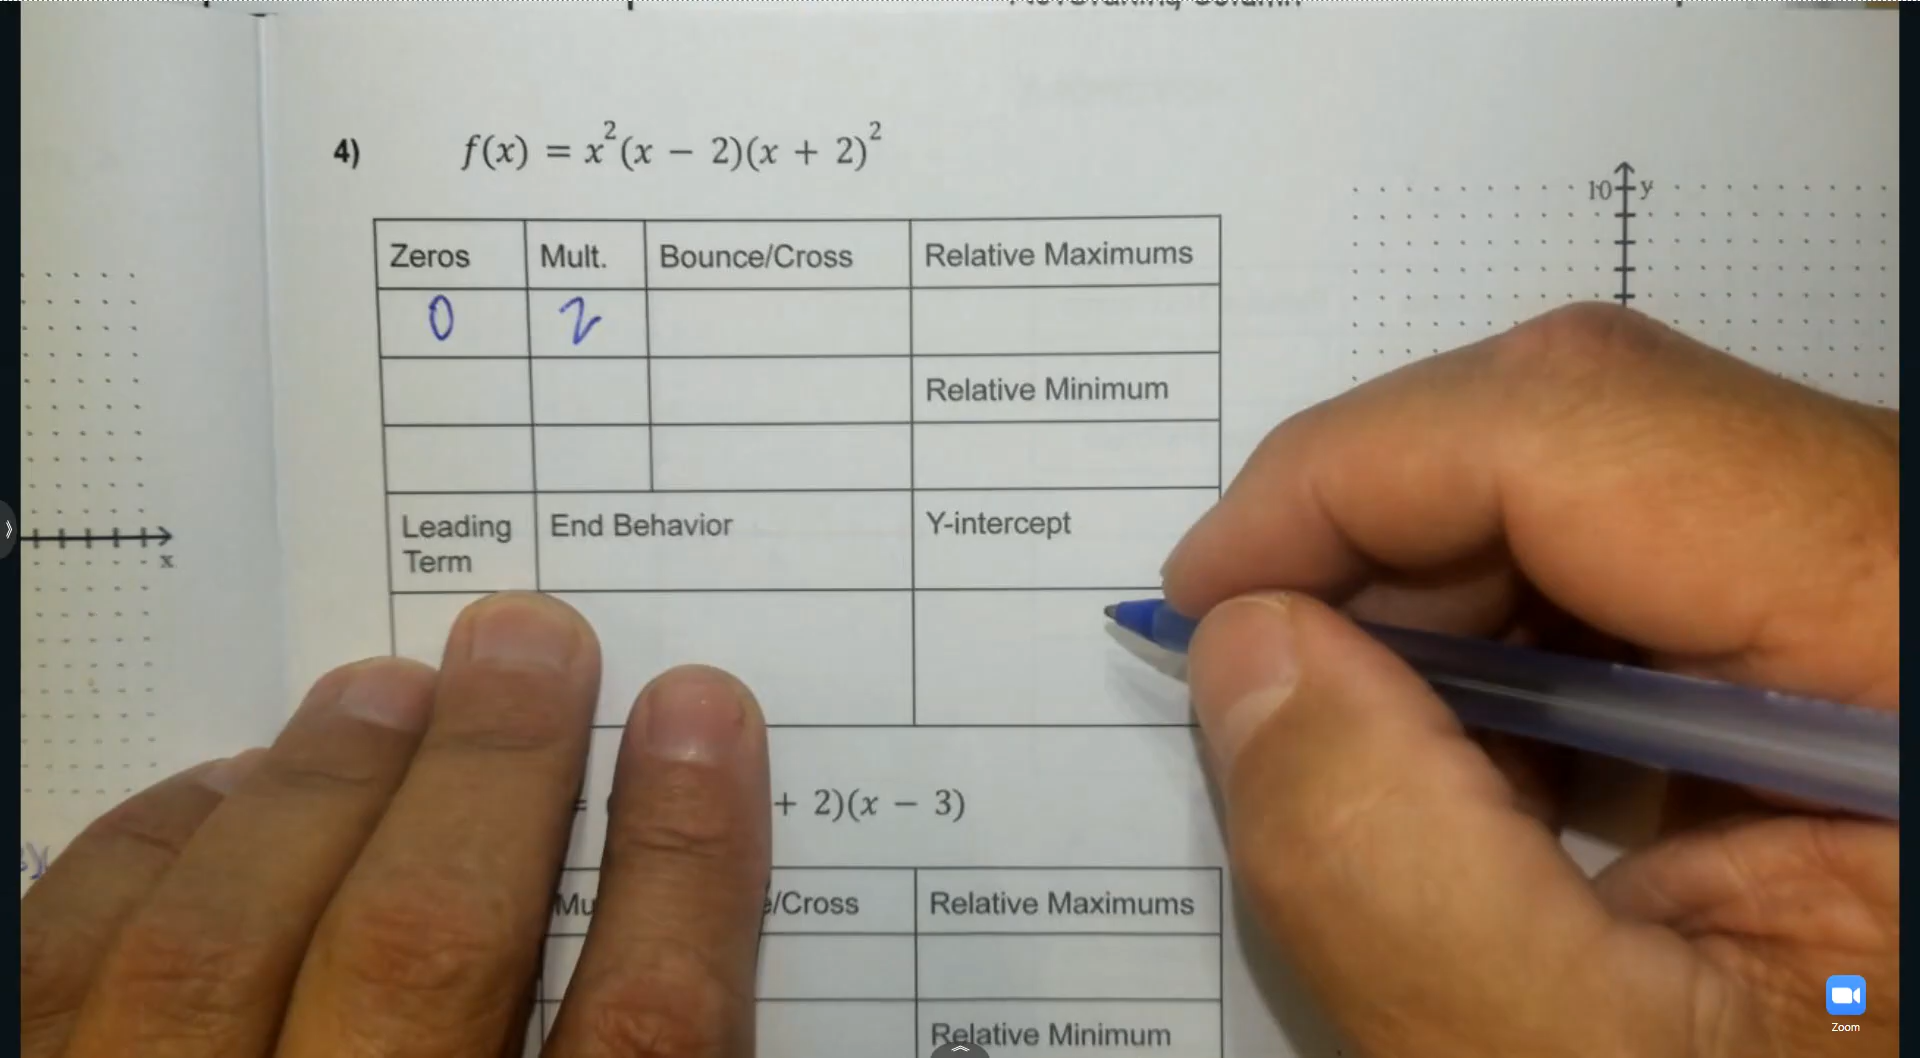 4) f(x) = x²(x − 2)(x + 2)²
10 y
Zeros Mult. Bounce/Cross Relative Maximums
0 2
Relative Minimum
Leading Term End Behavior Y-intercept
x
+ 2)(x − 3)
/Cross Relative Maximums
Relative Minimum
Zoom